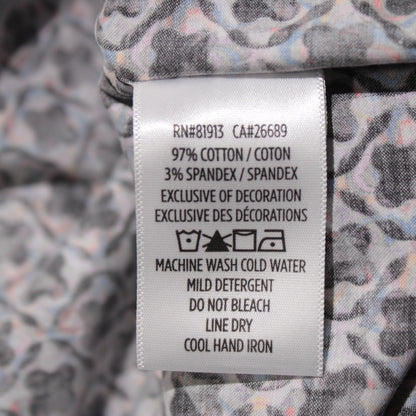 RN#81913 CA#26689
97% COTTON / COTON
3% SPANDEX / SPANDEX
EXCLUSIVE OF DECORATION
EXCLUSIVE DES DÉCORATIONS
MACHINE WASH COLD WATER
MILD DETERGENT
DO NOT BLEACH
LINE DRY
COOL HAND IRON